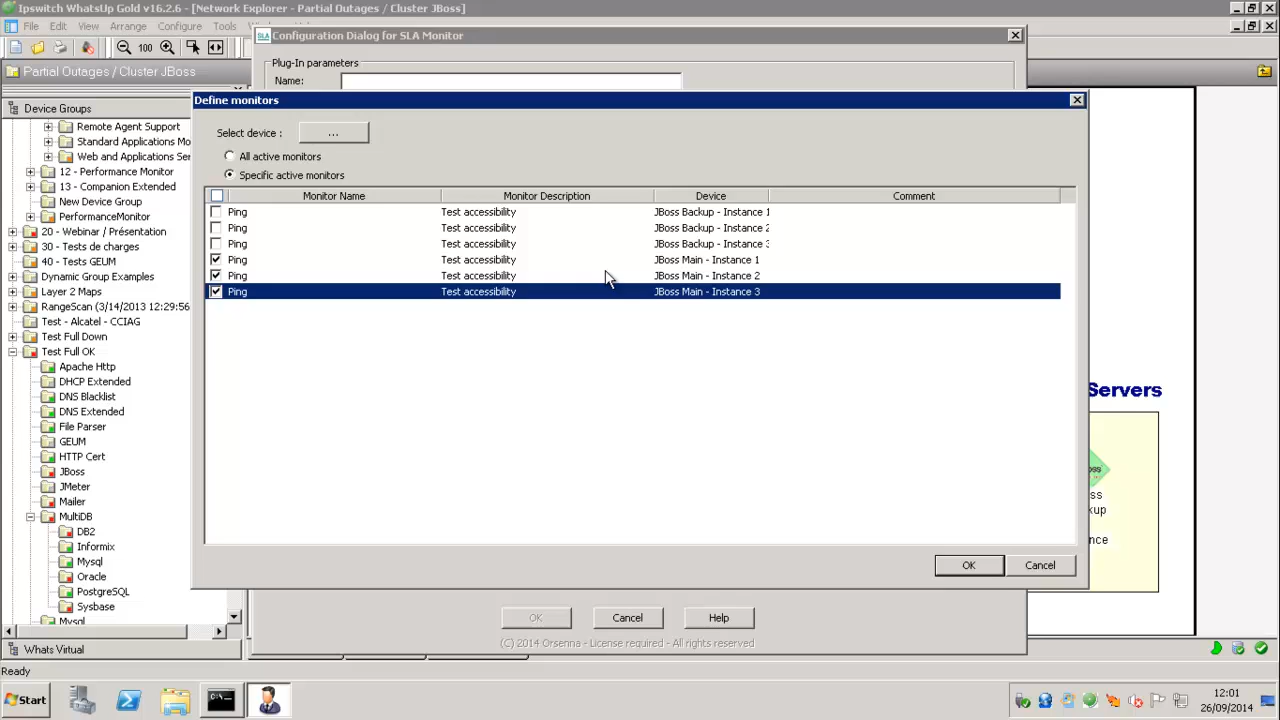 Ipswitch WhatsUp Gold v16.2.6 - [Network Explorer - Partial Outages / Cluster JBoss]
File Edit View Arrange Configure Tools
100
Configuration Dialog for SLA Monitor
Partial Outages / Cluster JBoss
Plug-In parameters
Name:
Define monitors
Device Groups
Remote Agent Support
Standard Applications Mo
Web and Applications Ser
12 - Performance Monitor
13 - Companion Extended
New Device Group
PerformanceMonitor
20 - Webinar / Présentation
30 - Tests de charges
40 - Tests GEUM
Dynamic Group Examples
Layer 2 Maps
RangeScan (3/14/2013 12:29:56
Test - Alcatel - CCIAG
Test Full Down
Test Full OK
Apache Http
DHCP Extended
DNS Blacklist
DNS Extended
File Parser
GEUM
HTTP Cert
JBoss
JMeter
Mailer
MultiDB
DB2
Informix
Mysql
Oracle
PostgreSQL
Sysbase
Mysql
Whats Virtual
Select device : ...
All active monitors
Specific active monitors
Monitor Name Monitor Description Device Comment
Ping Test accessibility JBoss Backup - Instance 1
Ping Test accessibility JBoss Backup - Instance 2
Ping Test accessibility JBoss Backup - Instance 3
Ping Test accessibility JBoss Main - Instance 1
Ping Test accessibility JBoss Main - Instance 2
Ping Test accessibility JBoss Main - Instance 3
OK Cancel
Servers
oss
ss
kup
nce
OK Cancel Help
(C) 2014 Orsenna - License required - All rights reserved
Ready
Start
12:01
26/09/2014